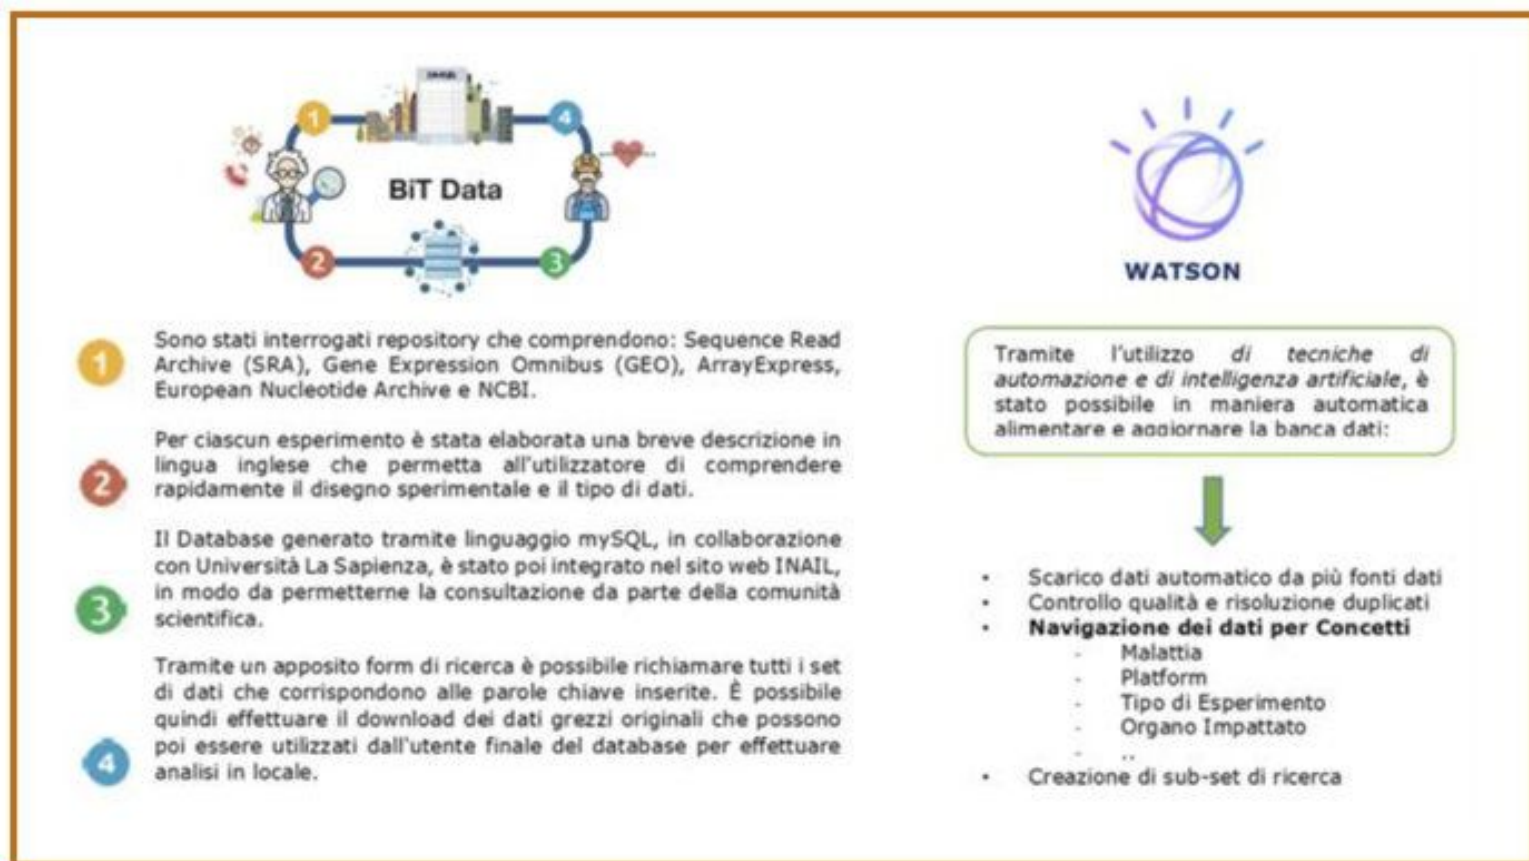 1
4
BiT Data
2
3
1
Sono stati interrogati repository che comprendono: Sequence Read
Archive (SRA), Gene Expression Omnibus (GEO), ArrayExpress,
European Nucleotide Archive e NCBI.
2
Per ciascun esperimento è stata elaborata una breve descrizione in
lingua inglese che permetta all'utilizzatore di comprendere
rapidamente il disegno sperimentale e il tipo di dati.
3
Il Database generato tramite linguaggio mySQL, in collaborazione
con Università La Sapienza, è stato poi integrato nel sito web INAIL,
in modo da permetterne la consultazione da parte della comunità
scientifica.
4
Tramite un apposito form di ricerca è possibile richiamare tutti i set
di dati che corrispondono alle parole chiave inserite. È possibile
quindi effettuare il download dei dati grezzi originali che possono
poi essere utilizzati dall'utente finale del database per effettuare
analisi in locale.
WATSON
Tramite l'utilizzo di tecniche di
automazione e di intelligenza artificiale, è
stato possibile in maniera automatica
alimentare e aggiornare la banca dati:
• Scarico dati automatico da più fonti dati
• Controllo qualità e risoluzione duplicati
• Navigazione dei dati per Concetti
- Malattia
- Platform
- Tipo di Esperimento
- Organo Impattato
- ..
• Creazione di sub-set di ricerca